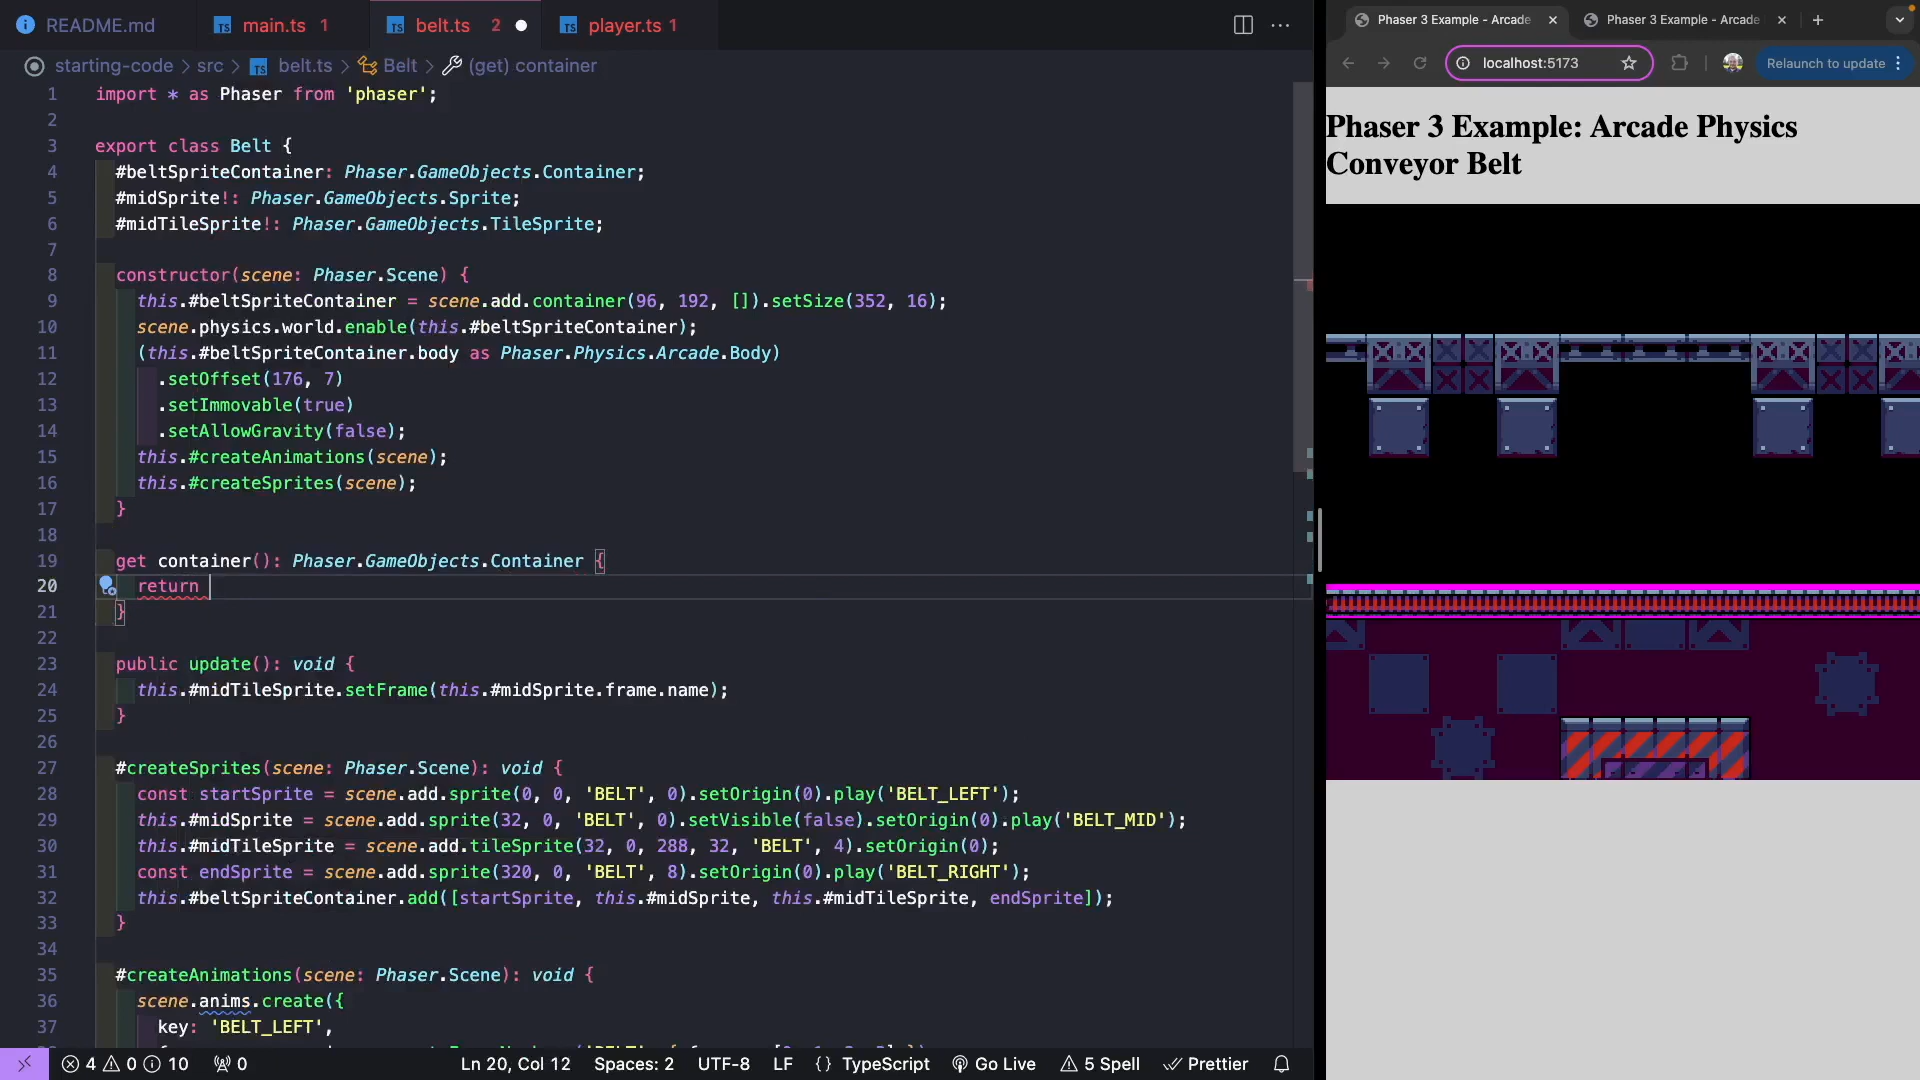 README.md
main.ts 1
belt.ts 2
player.ts 1
starting-code > src > belt.ts > Belt > (get) container
1 import * as Phaser from 'phaser';
2
3 export class Belt {
4 #beltSpriteContainer: Phaser.GameObjects.Container;
5 #midSprite!: Phaser.GameObjects.Sprite;
6 #midTileSprite!: Phaser.GameObjects.TileSprite;
7
8 constructor(scene: Phaser.Scene) {
9 this.#beltSpriteContainer = scene.add.container(96, 192, []).setSize(352, 16);
10 scene.physics.world.enable(this.#beltSpriteContainer);
11 (this.#beltSpriteContainer.body as Phaser.Physics.Arcade.Body)
12 .setOffset(176, 7)
13 .setImmovable(true)
14 .setAllowGravity(false);
15 this.#createAnimations(scene);
16 this.#createSprites(scene);
17 }
18
19 get container(): Phaser.GameObjects.Container {
20 return
21 }
22
23 public update(): void {
24 this.#midTileSprite.setFrame(this.#midSprite.frame.name);
25 }
26
27 #createSprites(scene: Phaser.Scene): void {
28 const startSprite = scene.add.sprite(0, 0, 'BELT', 0).setOrigin(0).play('BELT_LEFT');
29 this.#midSprite = scene.add.sprite(32, 0, 'BELT', 0).setVisible(false).setOrigin(0).play('BELT_MID');
30 this.#midTileSprite = scene.add.tileSprite(32, 0, 288, 32, 'BELT', 4).setOrigin(0);
31 const endSprite = scene.add.sprite(320, 0, 'BELT', 8).setOrigin(0).play('BELT_RIGHT');
32 this.#beltSpriteContainer.add([startSprite, this.#midSprite, this.#midTileSprite, endSprite]);
33 }
34
35 #createAnimations(scene: Phaser.Scene): void {
36 scene.anims.create({
37 key: 'BELT_LEFT',
4 0 10 0 Ln 20, Col 12 Spaces: 2 UTF-8 LF {} TypeScript Go Live 5 Spell Prettier
Phaser 3 Example - Arcade
Phaser 3 Example - Arcade
localhost:5173
Relaunch to update
Phaser 3 Example: Arcade Physics
Conveyor Belt